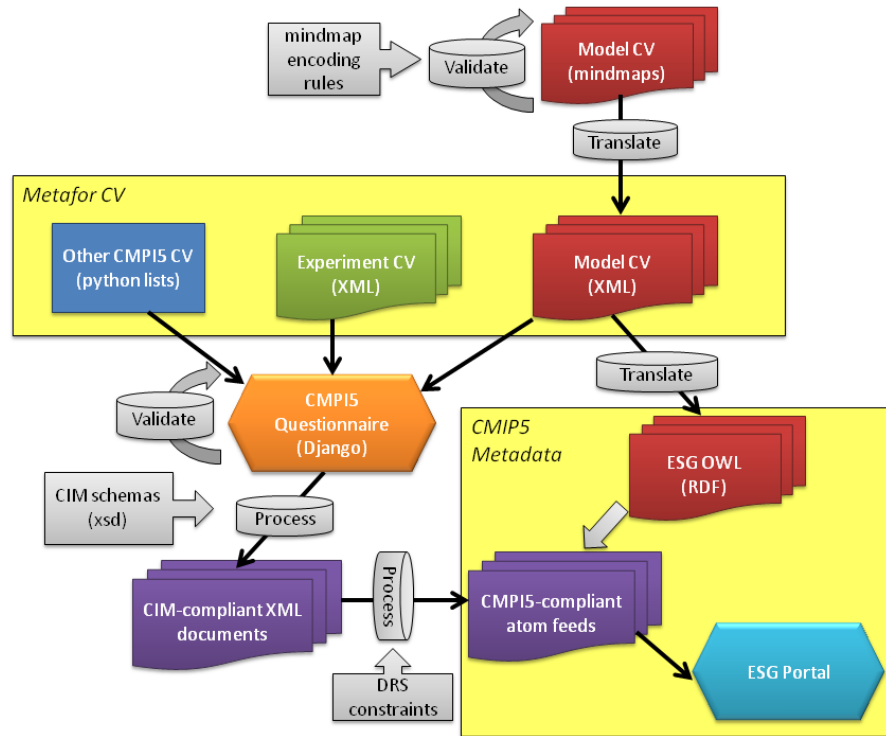 mindmap
encoding
rules
Validate
Model CV
(mindmaps)
Translate
Metafor CV
Other CMPI5 CV
(python lists)
Experiment CV
(XML)
Model CV
(XML)
Translate
Validate
CMPI5
Questionnaire
(Django)
CMIP5
Metadata
ESG OWL
(RDF)
CIM schemas
(xsd)
Process
CIM-compliant XML
documents
Process
CMPI5-compliant
atom feeds
ESG Portal
DRS
constraints